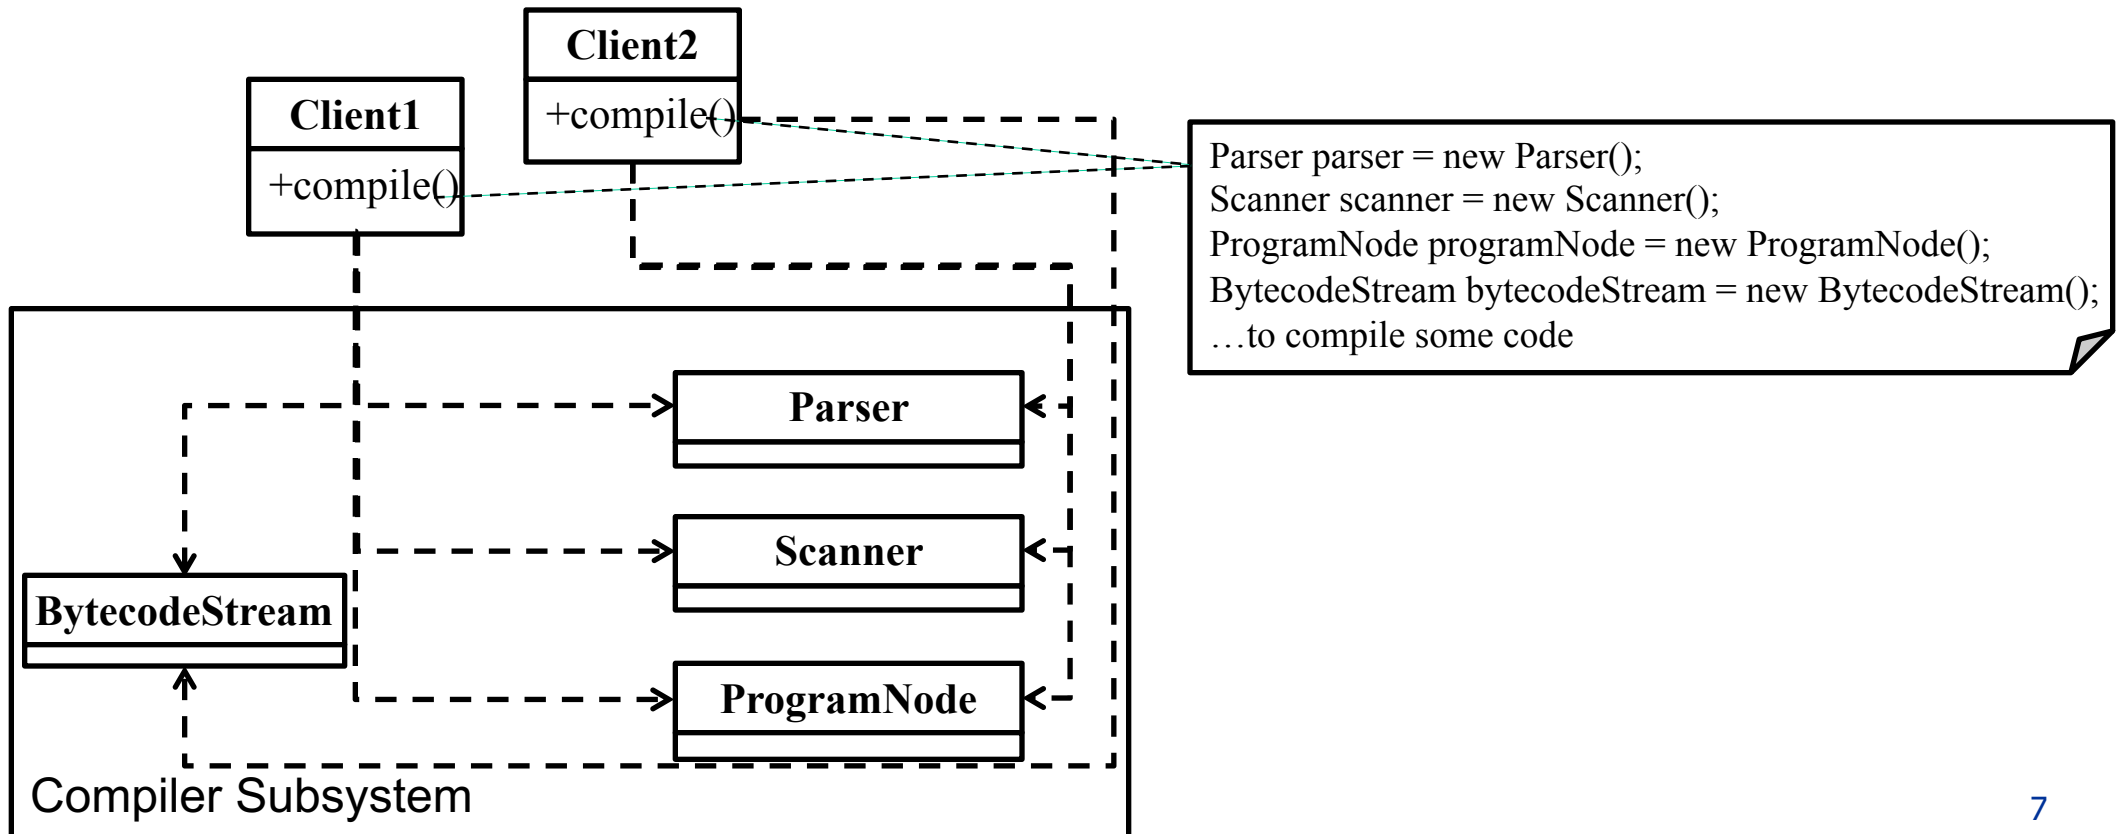 Client2
+compile()
Client1
+compile()
Parser parser = new Parser();
Scanner scanner = new Scanner();
ProgramNode programNode = new ProgramNode();
BytecodeStream bytecodeStream = new BytecodeStream();
…to compile some code
Parser
Scanner
BytecodeStream
ProgramNode
Compiler Subsystem
7